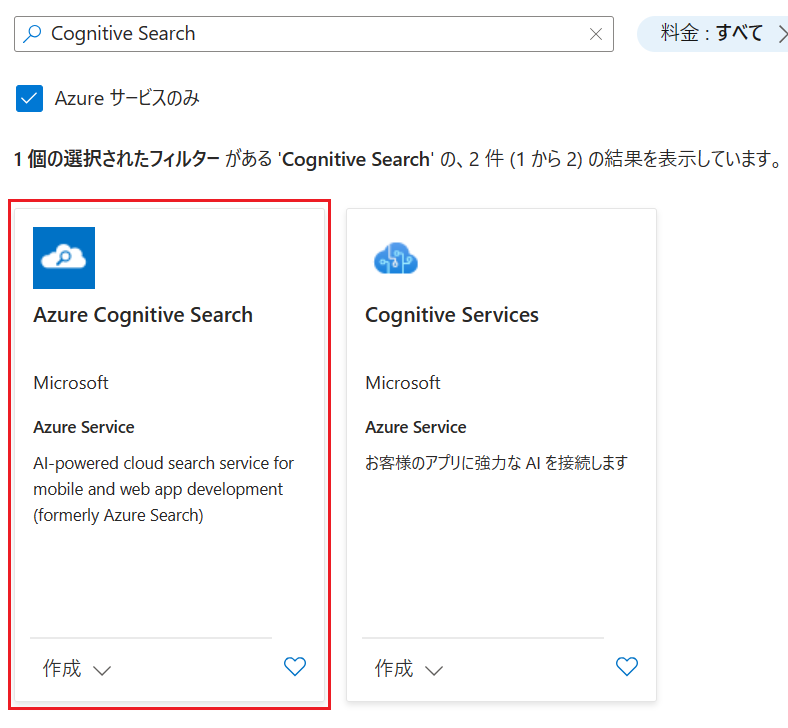 Cognitive Search
料金 : すべて
Azure サービスのみ
1 個の選択されたフィルター がある 'Cognitive Search' の、2 件 (1 から 2) の結果を表示しています。
Azure Cognitive Search
Microsoft
Azure Service
AI-powered cloud search service for
mobile and web app development
(formerly Azure Search)
作成
Cognitive Services
Microsoft
Azure Service
お客様のアプリに強力な AI を接続します
作成